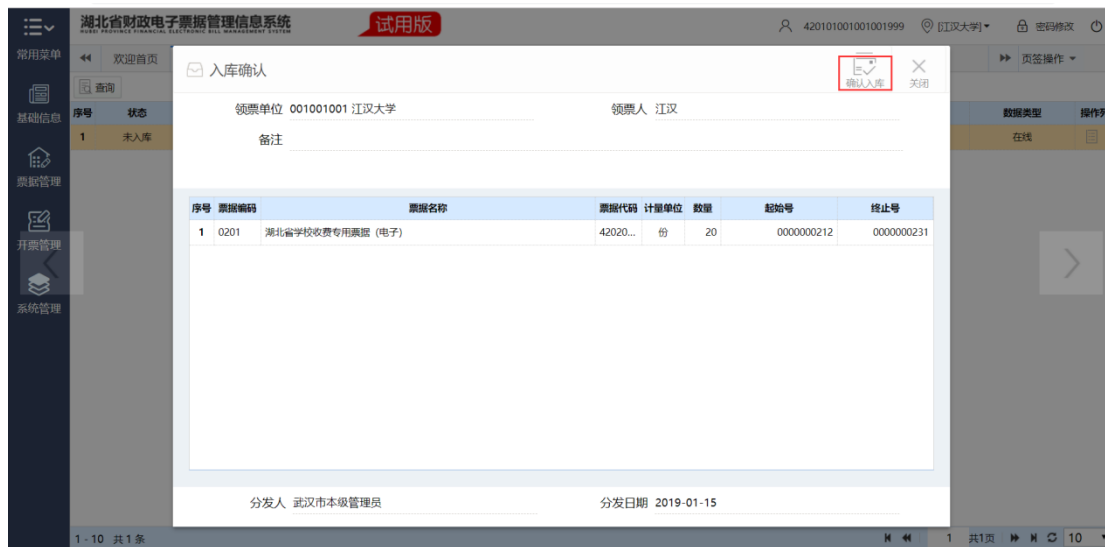 湖北省财政电子票据管理信息系统 试用版 420101001001001999 [江汉大学] 密码修改
HUBEI PROVINCE FINANCIAL ELECTRONIC BILL MANAGEMENT SYSTEM
常用菜单 欢迎首页 页签操作
入库确认 确认入库 关闭
查询
基础信息
票据管理
开票管理
系统管理
序号 状态 数据类型 操作列
1 未入库 在线
领票单位 001001001 江汉大学 领票人 江汉
备注
序号 票据编码 票据名称 票据代码 计量单位 数量 起始号 终止号
1 0201 湖北省学校收费专用票据（电子） 42020... 份 20 0000000212 0000000231
分发人 武汉市本级管理员 分发日期 2019-01-15
1 - 10 共1条 1 共1页 10